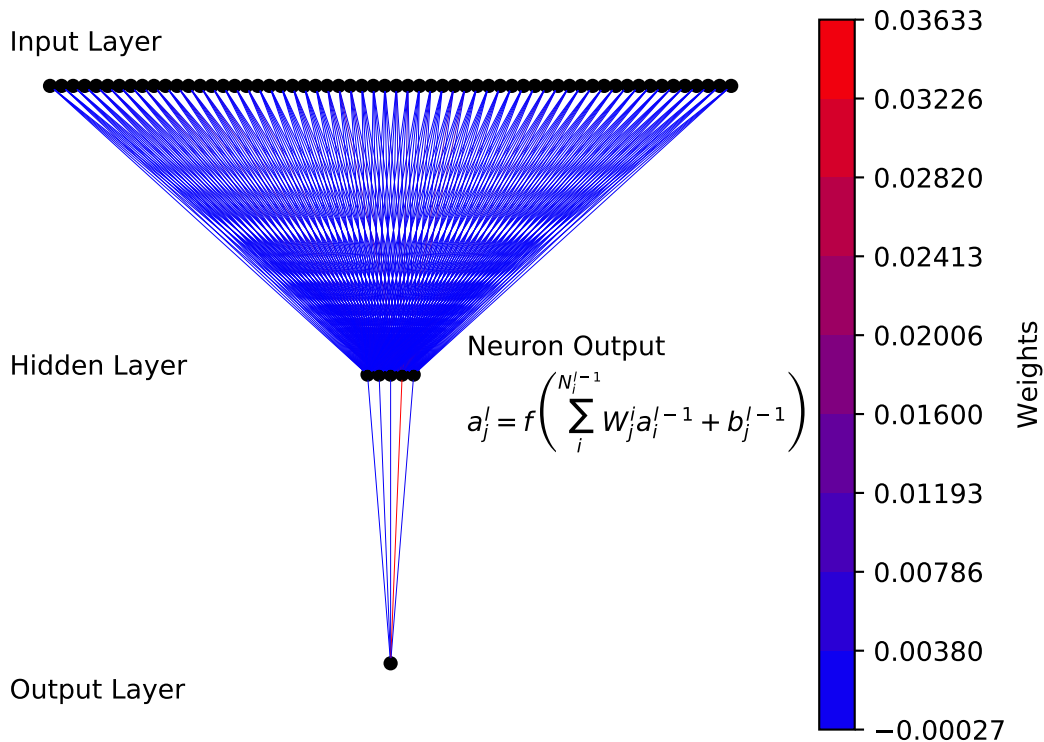 Input Layer
Hidden Layer
Neuron Output
$a_j^l = f\left(\sum_i^{N_i^{l-1}} W_j^i a_i^{l-1} + b_j^{l-1}\right)$
Output Layer
0.03633
0.03226
0.02820
0.02413
0.02006
0.01600
0.01193
0.00786
0.00380
−0.00027
Weights